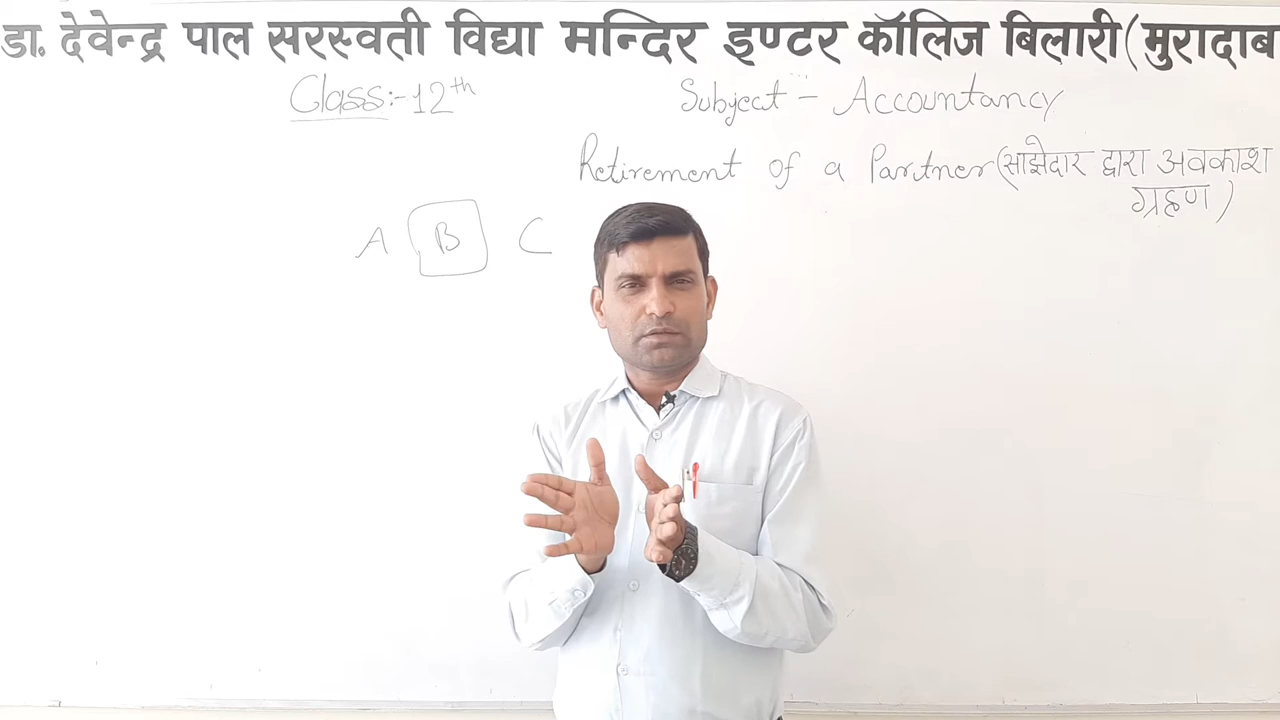 डा. देवेन्द्र पाल सरस्वती विद्या मन्दिर इण्टर कॉलिज बिलारी(मुरादाब
Class:-12th Subject - Accountancy
Retirement of a Partner(साझेदार द्वारा अवकाश
ग्रहण)
A B C